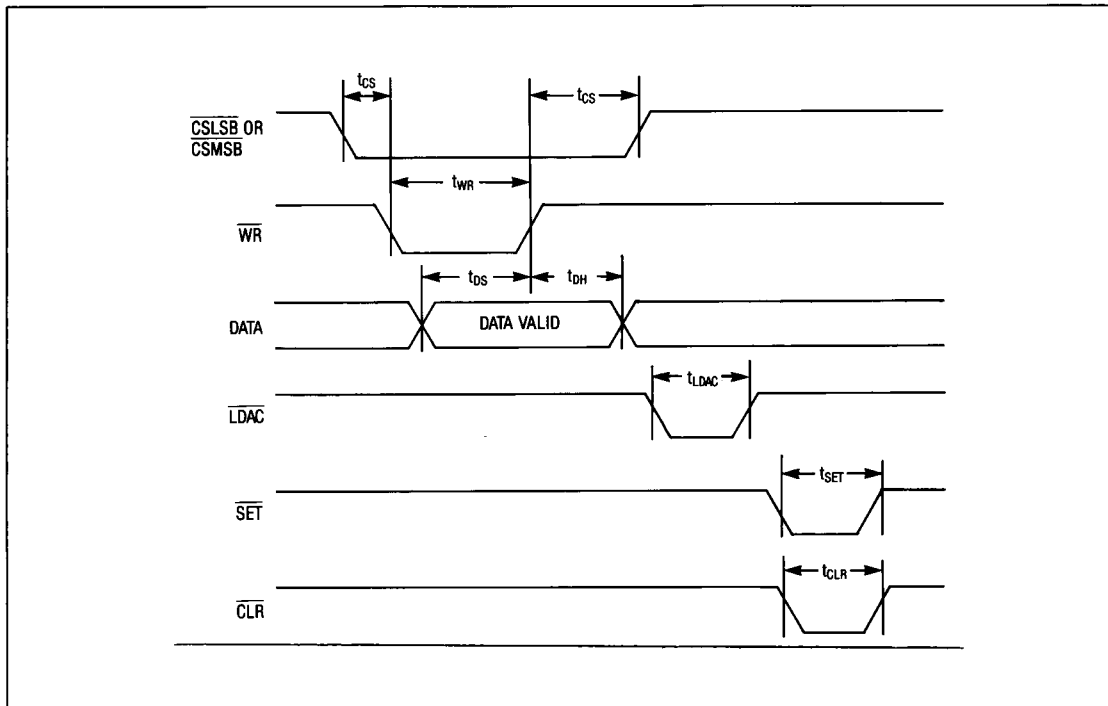 tCS
tCS
CSLSB OR
CSMSB
tWR
WR
tDS
tDH
DATA
DATA VALID
tLDAC
LDAC
tSET
SET
tCLR
CLR